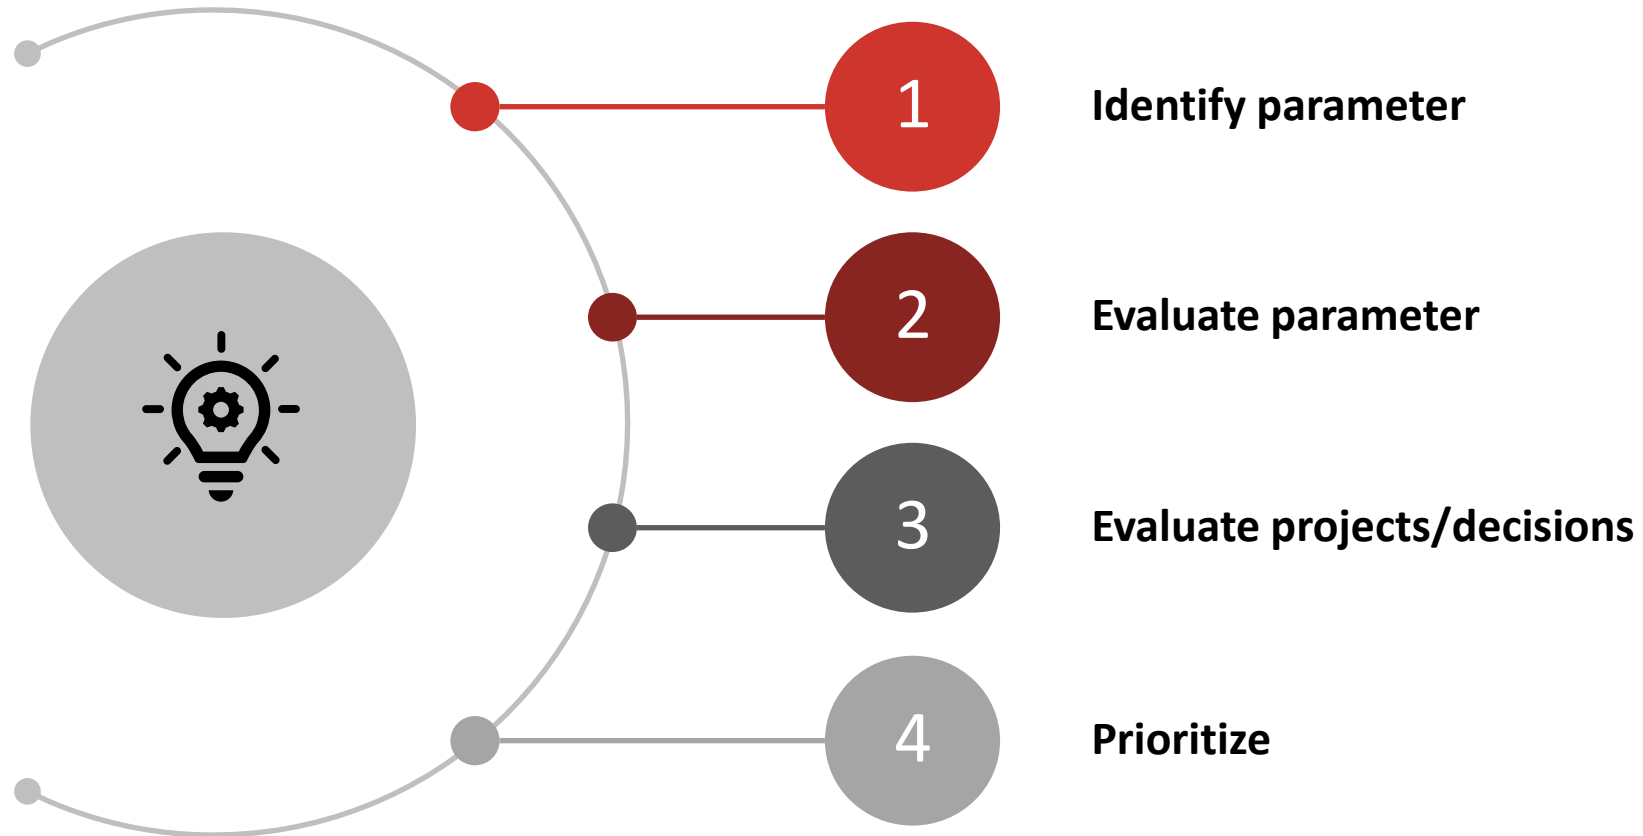 1 Identify parameter
2 Evaluate parameter
3 Evaluate projects/decisions
4 Prioritize